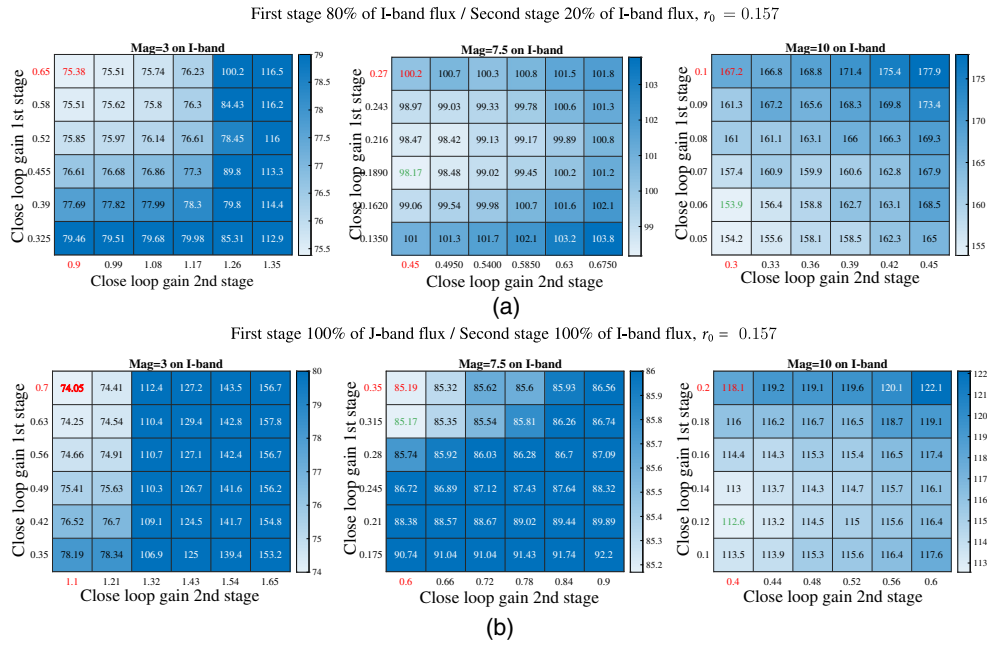 First stage 80% of I-band flux / Second stage 20% of I-band flux, r0 = 0.157
Mag=3 on I-band
Close loop gain 1st stage
0.65 75.38 75.51 75.74 76.23 100.2 116.5
0.58 75.51 75.62 75.8 76.3 84.43 116.2
0.52 75.85 75.97 76.14 76.61 78.45 116
0.455 76.61 76.68 76.86 77.3 89.8 113.3
0.39 77.69 77.82 77.99 78.3 79.8 114.4
0.325 79.46 79.51 79.68 79.98 85.31 112.9
0.9 0.99 1.08 1.17 1.26 1.35
Close loop gain 2nd stage
79
78.5
78
77.5
77
76.5
76
75.5
Mag=7.5 on I-band
Close loop gain 1st stage
0.27 100.2 100.7 100.3 100.8 101.5 101.8
0.243 98.97 99.03 99.33 99.78 100.6 101.3
0.216 98.47 98.42 99.13 99.17 99.89 100.8
0.1890 98.17 98.48 99.02 99.45 100.2 101.2
0.1620 99.06 99.54 99.98 100.7 101.6 102.1
0.1350 101 101.3 101.7 102.1 103.2 103.8
0.45 0.4950 0.5400 0.5850 0.63 0.6750
Close loop gain 2nd stage
103
102
101
100
99
Mag=10 on I-band
Close loop gain 1st stage
0.1 167.2 166.8 168.8 171.4 175.4 177.9
0.09 161.3 167.2 165.6 168.3 169.8 173.4
0.08 161 161.1 163.1 166 166.3 169.3
0.07 157.4 160.9 159.9 160.6 162.8 167.9
0.06 153.9 156.4 158.8 162.7 163.1 168.5
0.05 154.2 155.6 158.1 158.5 162.3 165
0.3 0.33 0.36 0.39 0.42 0.45
Close loop gain 2nd stage
175
170
165
160
155
(a)
First stage 100% of J-band flux / Second stage 100% of I-band flux, r0 = 0.157
Mag=3 on I-band
Close loop gain 1st stage
0.7 74.05 74.41 112.4 127.2 143.5 156.7
0.63 74.25 74.54 110.4 129.4 142.8 157.8
0.56 74.66 74.91 110.7 127.1 142.4 156.7
0.49 75.41 75.63 110.3 126.7 141.6 156.2
0.42 76.52 76.7 109.1 124.5 141.7 154.8
0.35 78.19 78.34 106.9 125 139.4 153.2
1.1 1.21 1.32 1.43 1.54 1.65
Close loop gain 2nd stage
80
79
78
77
76
75
74
Mag=7.5 on I-band
Close loop gain 1st stage
0.35 85.19 85.32 85.62 85.6 85.93 86.56
0.315 85.17 85.35 85.54 85.81 86.26 86.74
0.28 85.74 85.92 86.03 86.28 86.7 87.09
0.245 86.72 86.89 87.12 87.43 87.64 88.32
0.21 88.38 88.57 88.67 89.02 89.44 89.89
0.175 90.74 91.04 91.04 91.43 91.74 92.2
0.6 0.66 0.72 0.78 0.84 0.9
Close loop gain 2nd stage
86
85.9
85.8
85.7
85.6
85.5
85.4
85.3
85.2
Mag=10 on I-band
Close loop gain 1st stage
0.2 118.1 119.2 119.1 119.6 120.1 122.1
0.18 116 116.2 116.7 116.5 118.7 119.1
0.16 114.4 114.3 115.3 115.4 116.5 117.4
0.14 113 113.7 114.5 115.7 115.7 116.1
0.12 112.6 113.2 114.5 115 115.6 116.4
0.1 113.5 113.9 115.3 115.6 116.4 117.6
0.4 0.44 0.48 0.52 0.56 0.6
Close loop gain 2nd stage
122
121
120
119
118
117
116
115
114
113
(b)